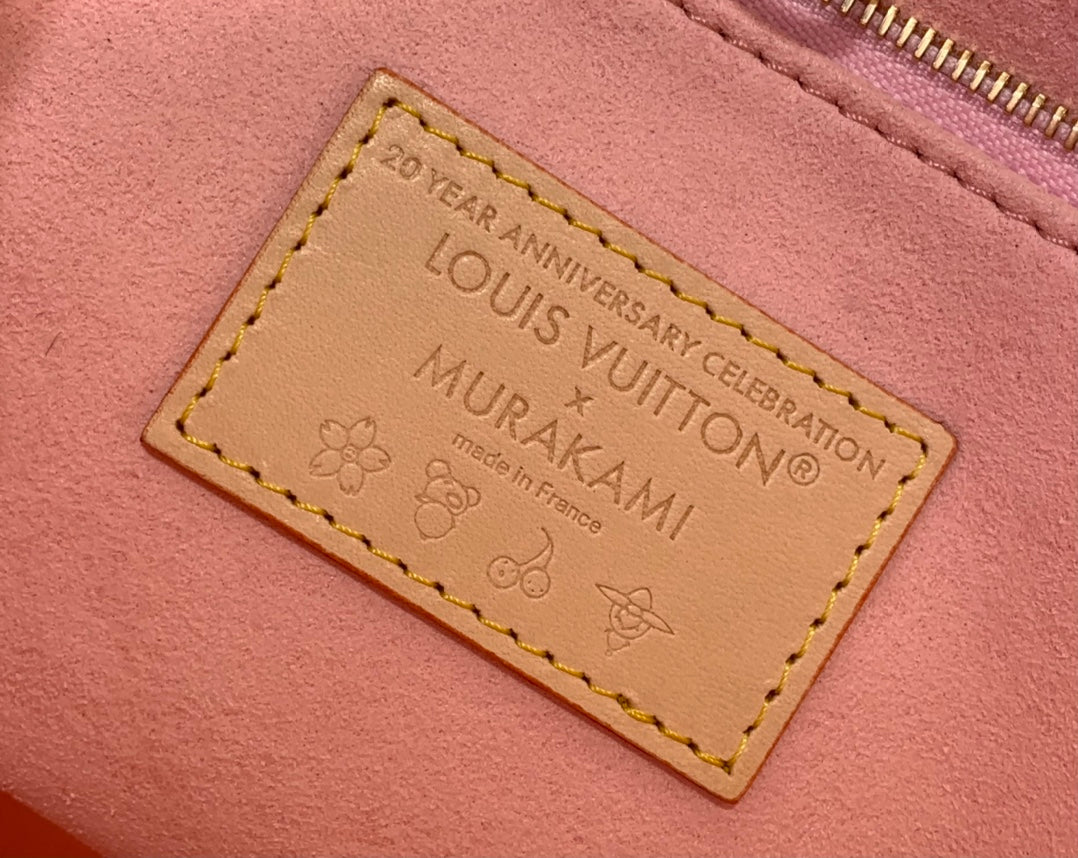 20 YEAR ANNIVERSARY CELEBRATION
LOUIS VUITTON®
x
MURAKAMI
made in France